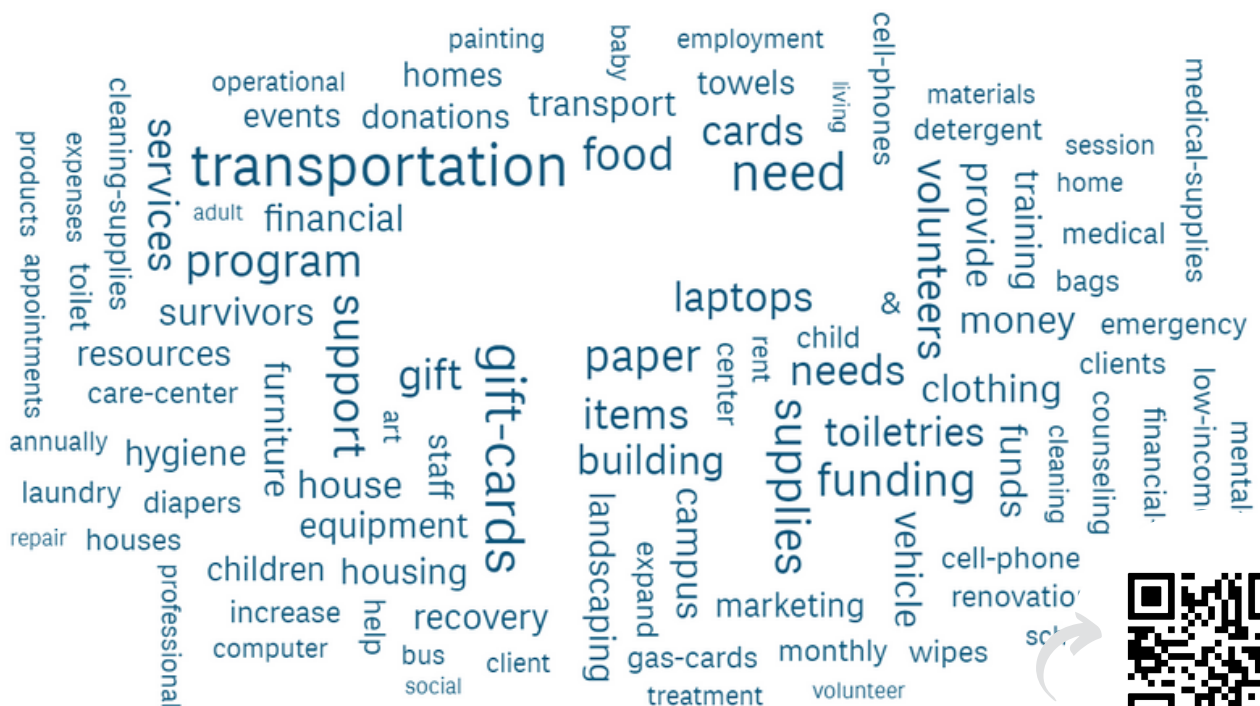 painting
baby
employment
cell-phones
operational
homes
towels
living
materials
medical-supplies
cleaning-supplies
events
donations
transport
cards
detergent
products
expenses
services
transportation
food
need
session
volunteers
provide
training
home
adult
financial
medical
appointments
toilet
program
bags
survivors
support
laptops
&
money
emergency
resources
gift-cards
paper
center
rent
child
clients
care-center
furniture
gift
needs
clothing
low-incom
art
items
supplies
counseling
financial-
mental-
annually
hygiene
staff
building
toiletries
funds
cleaning
laundry
diapers
house
funding
landscaping
campus
repair
houses
equipment
vehicle
expand
cell-phone
professional
children
housing
renovatio
increase
help
recovery
marketing
computer
bus
client
gas-cards
monthly
wipes
social
treatment
volunteer